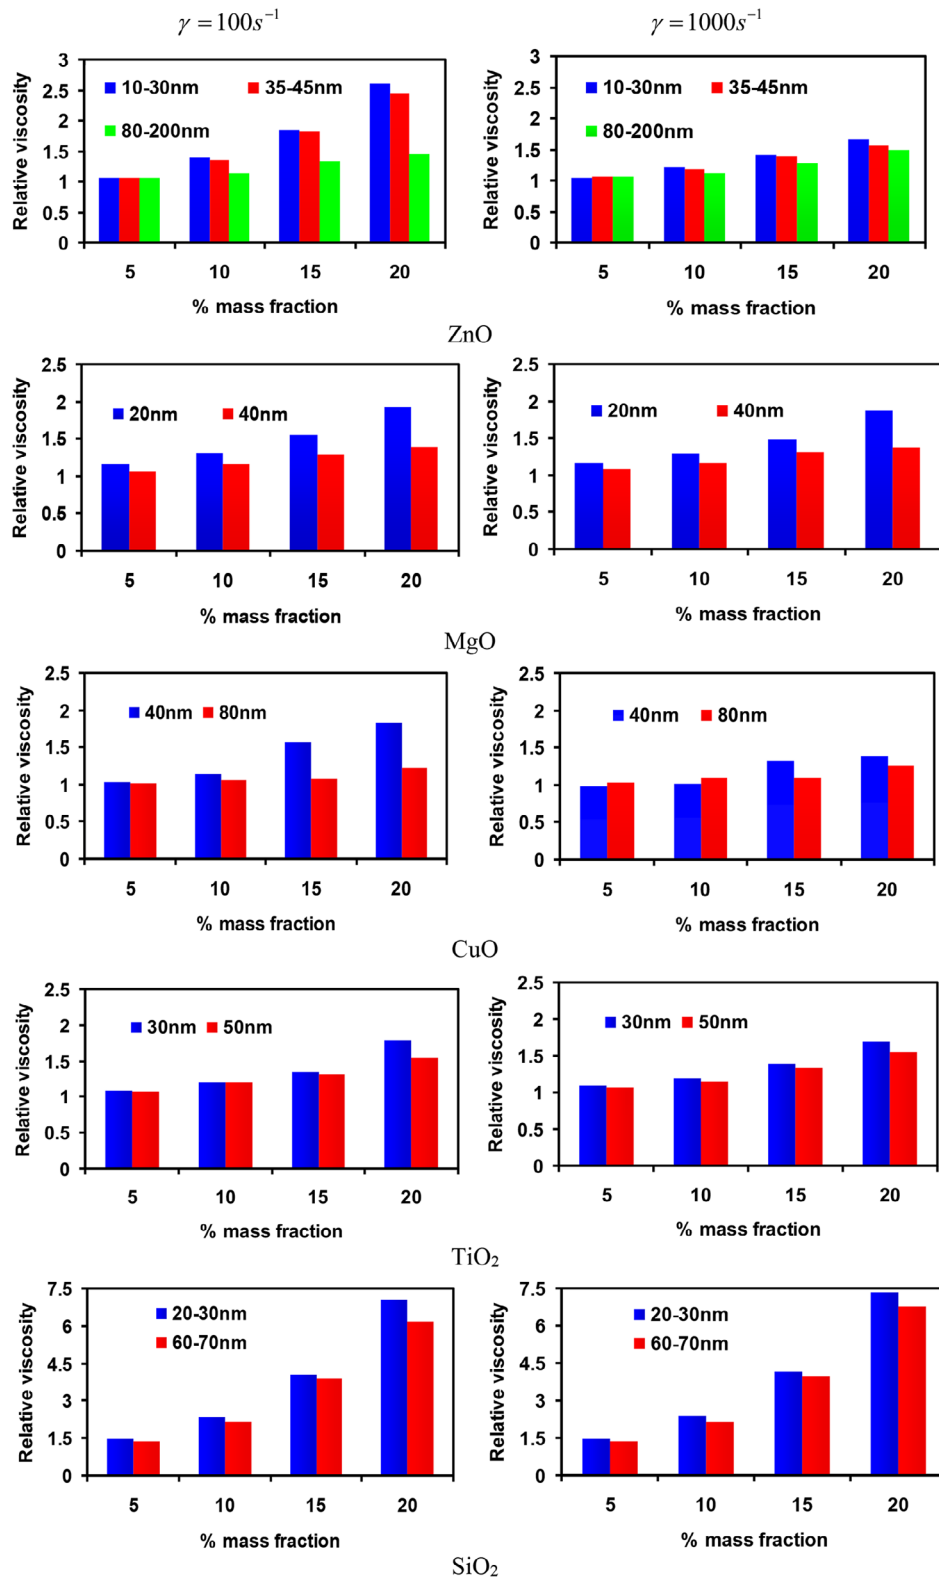 γ = 100s⁻¹
γ = 1000s⁻¹
Relative viscosity
3
2.5
2
1.5
1
0.5
0
10-30nm
35-45nm
80-200nm
5
10
15
20
% mass fraction
Relative viscosity
3
2.5
2
1.5
1
0.5
0
10-30nm
35-45nm
80-200nm
5
10
15
20
% mass fraction
ZnO
Relative viscosity
2.5
2
1.5
1
0.5
0
20nm
40nm
5
10
15
20
% mass fraction
Relative viscosity
2.5
2
1.5
1
0.5
0
20nm
40nm
5
10
15
20
% mass fraction
MgO
Relative viscosity
2.5
2
1.5
1
0.5
0
40nm
80nm
5
10
15
20
% mass fraction
Relative viscosity
2.5
2
1.5
1
0.5
0
40nm
80nm
5
10
15
20
% mass fraction
CuO
Relative viscosity
2.5
2
1.5
1
0.5
0
30nm
50nm
5
10
15
20
% mass fraction
Relative viscosity
2.5
2
1.5
1
0.5
0
30nm
50nm
5
10
15
20
% mass fraction
TiO₂
Relative viscosity
7.5
6
4.5
3
1.5
0
20-30nm
60-70nm
5
10
15
20
% mass fraction
Relative viscosity
7.5
6
4.5
3
1.5
0
20-30nm
60-70nm
5
10
15
20
% mass fraction
SiO₂